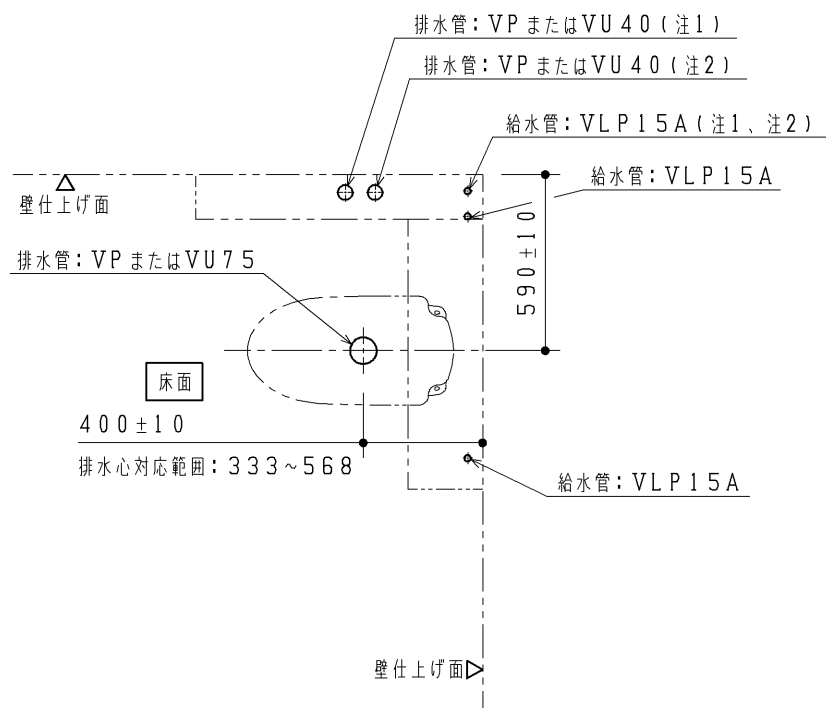 排水管：VPまたはVU40（注1）
排水管：VPまたはVU40（注2）
給水管：VLP15A（注1、注2）
給水管：VLP15A
壁仕上げ面
590±10
排水管：VPまたはVU75
床面
400±10
排水心対応範囲：333～568
給水管：VLP15A
壁仕上げ面